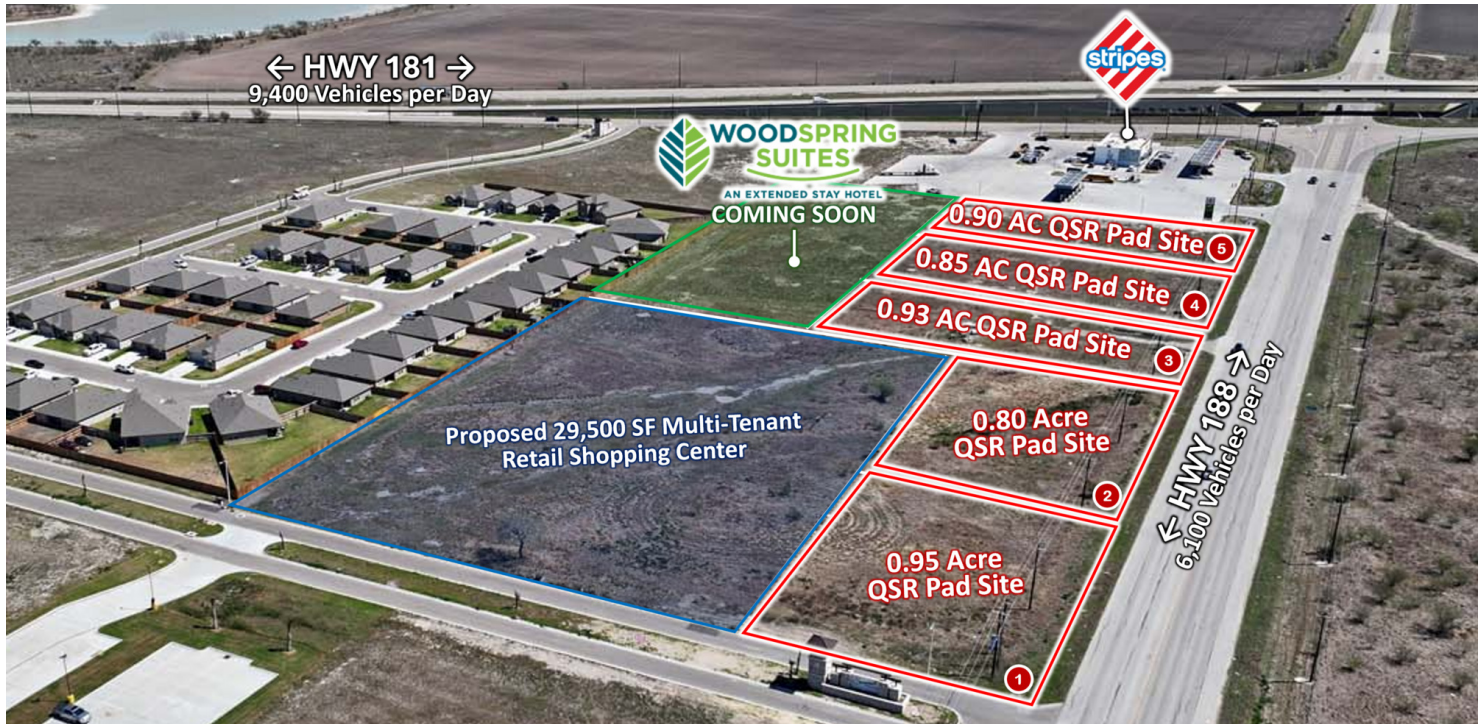 ← HWY 181 →
9,400 Vehicles per Day
stripes
WOODSPRING
SUITES
AN EXTENDED STAY HOTEL
COMING SOON
0.90 AC QSR Pad Site 5
0.85 AC QSR Pad Site 4
0.93 AC QSR Pad Site 3
0.80 Acre
QSR Pad Site
2
0.95 Acre
QSR Pad Site
1
Proposed 29,500 SF Multi-Tenant
Retail Shopping Center
← HWY 188 →
6,100 Vehicles per Day